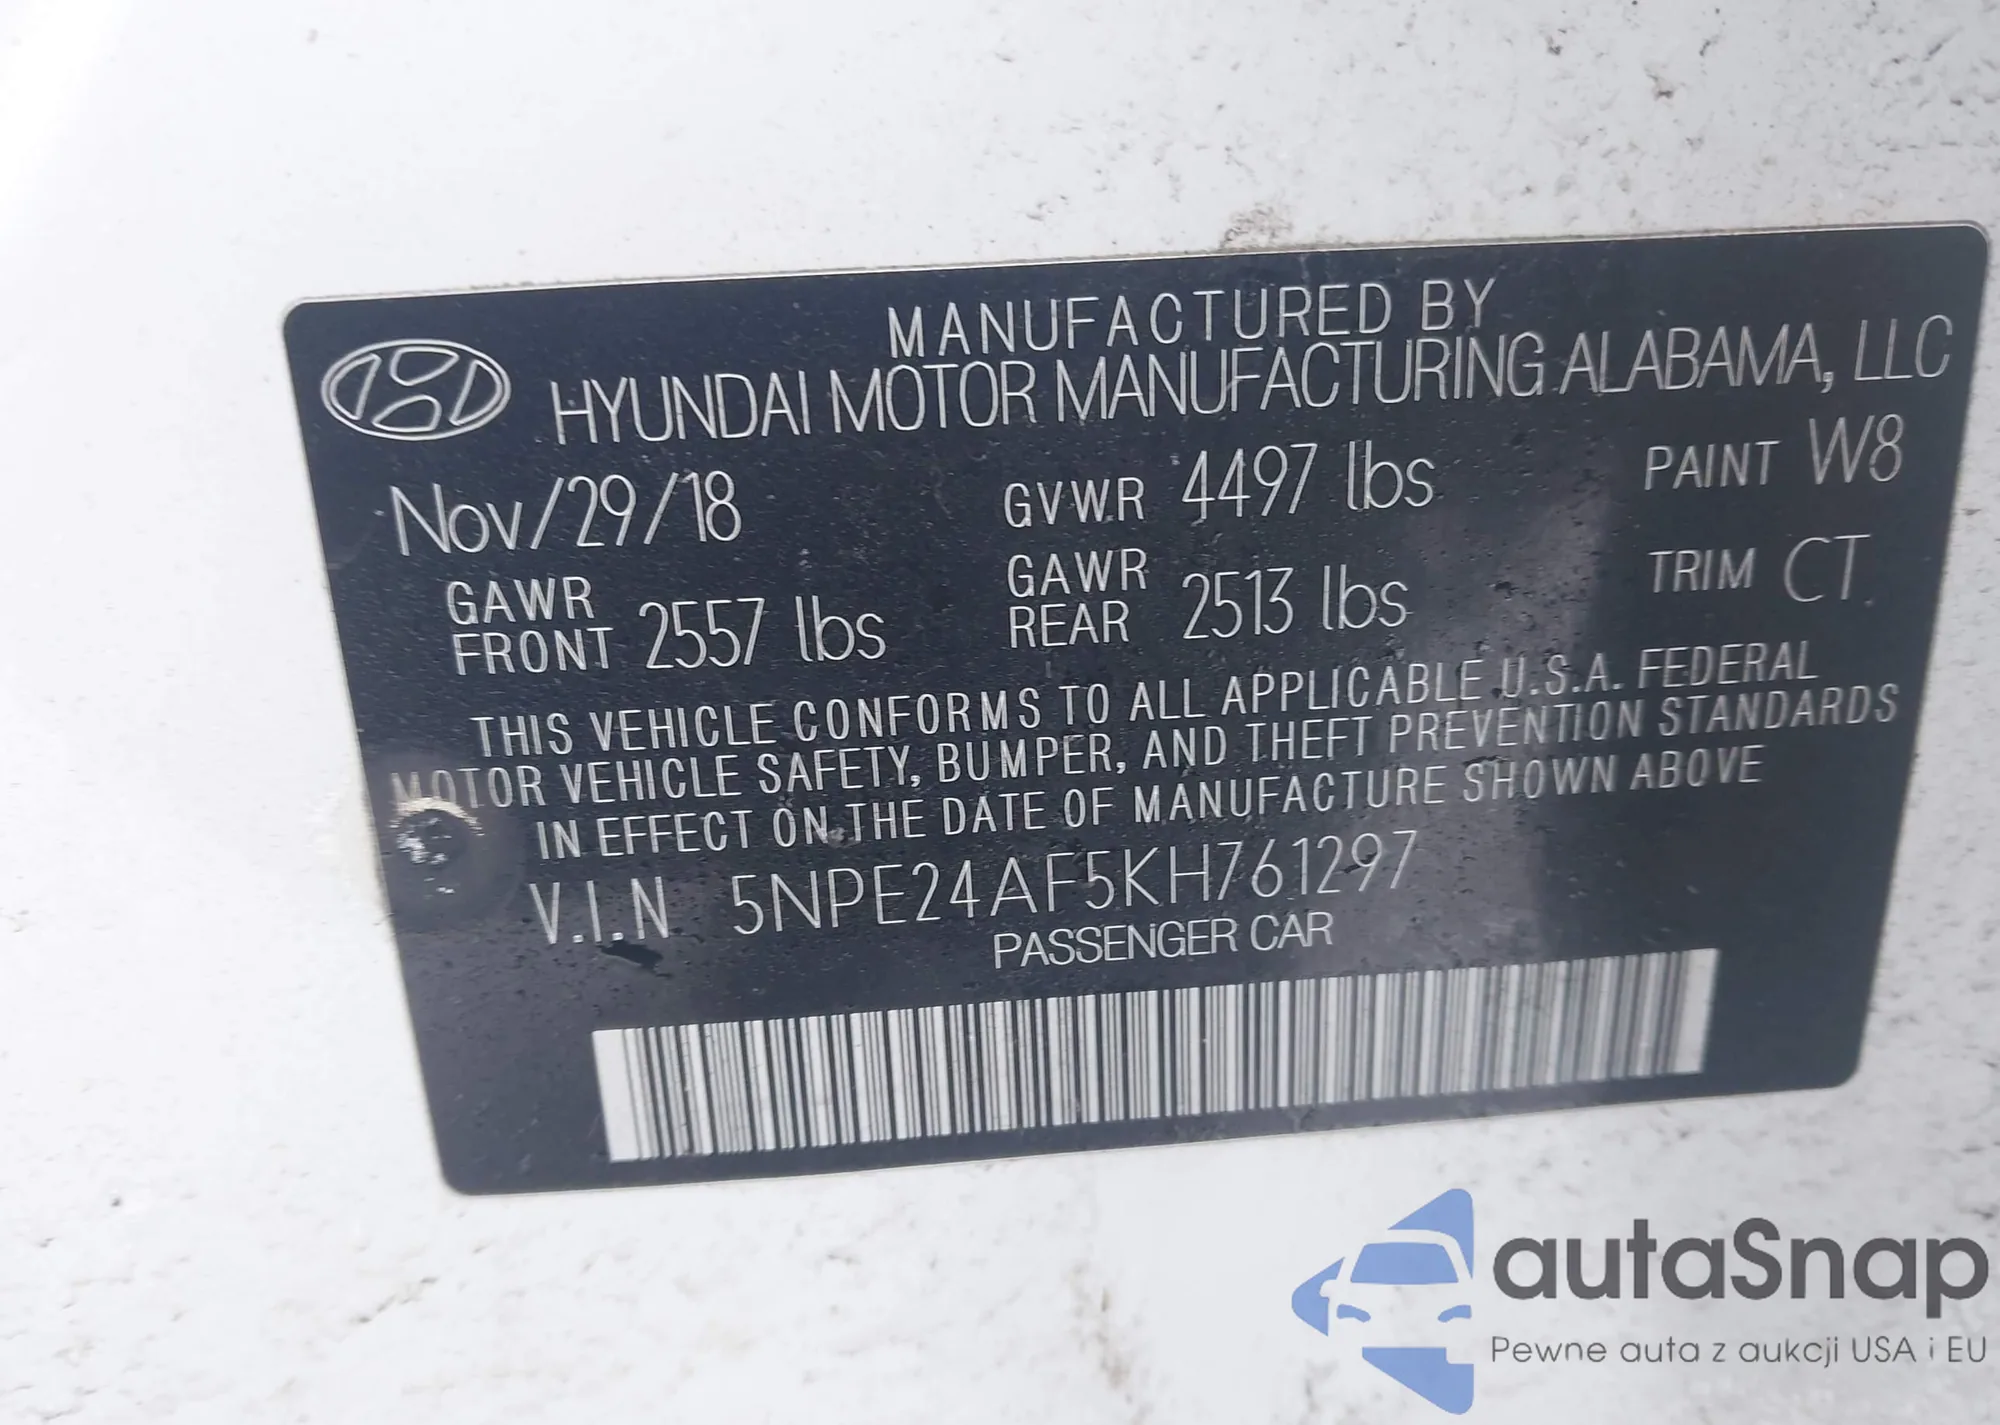 MANUFACTURED BY
HYUNDAI MOTOR MANUFACTURING ALABAMA, LLC
Nov/29/18 GVWR 4497 lbs PAINT W8
GAWR FRONT 2557 lbs GAWR REAR 2513 lbs TRIM CT
THIS VEHICLE CONFORMS TO ALL APPLICABLE U.S.A. FEDERAL
MOTOR VEHICLE SAFETY, BUMPER, AND THEFT PREVENTION STANDARDS
IN EFFECT ON THE DATE OF MANUFACTURE SHOWN ABOVE
V.I.N 5NPE24AF5KH761297
PASSENGER CAR
autaSnap
Pewne auta z aukcji USA i EU